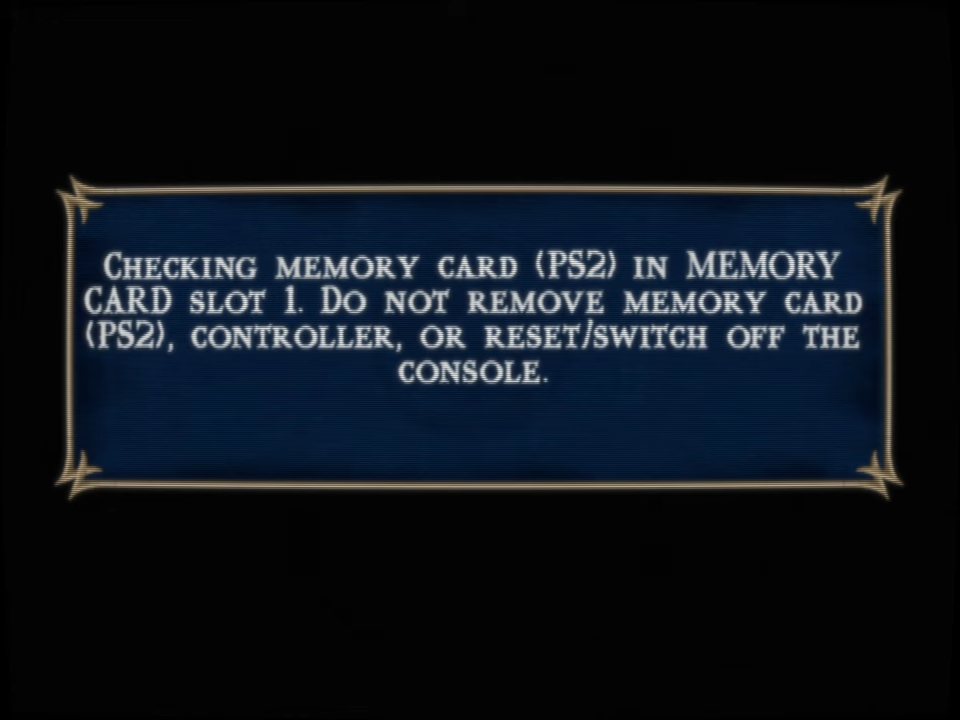 Checking memory card (PS2) in MEMORY
CARD slot 1. Do not remove memory card
(PS2), controller, or reset/switch off the
console.